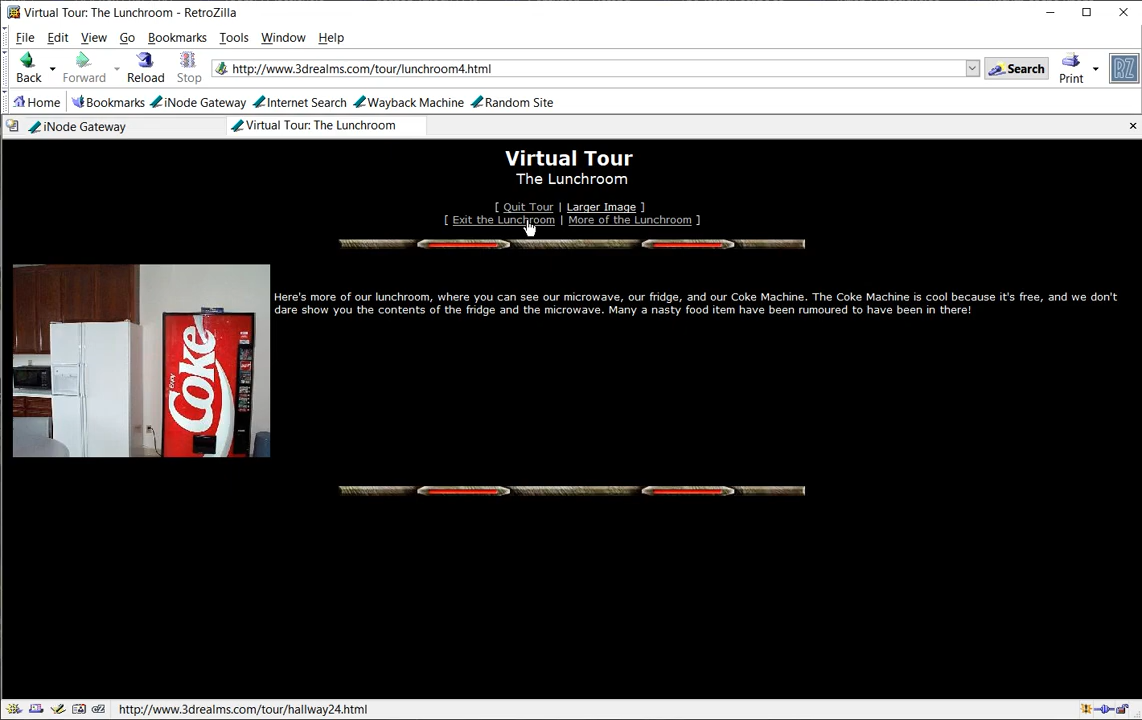 Virtual Tour: The Lunchroom - RetroZilla
File Edit View Go Bookmarks Tools Window Help
Back Forward Reload Stop http://www.3drealms.com/tour/lunchroom4.html Search Print RZ
Home Bookmarks iNode Gateway Internet Search Wayback Machine Random Site
iNode Gateway Virtual Tour: The Lunchroom
Virtual Tour
The Lunchroom
[ Quit Tour | Larger Image ]
[ Exit the Lunchroom | More of the Lunchroom ]
Here's more of our lunchroom, where you can see our microwave, our fridge, and our Coke Machine. The Coke Machine is cool because it's free, and we don't
dare show you the contents of the fridge and the microwave. Many a nasty food item have been rumoured to have been in there!
Enjoy
Coke
http://www.3drealms.com/tour/hallway24.html